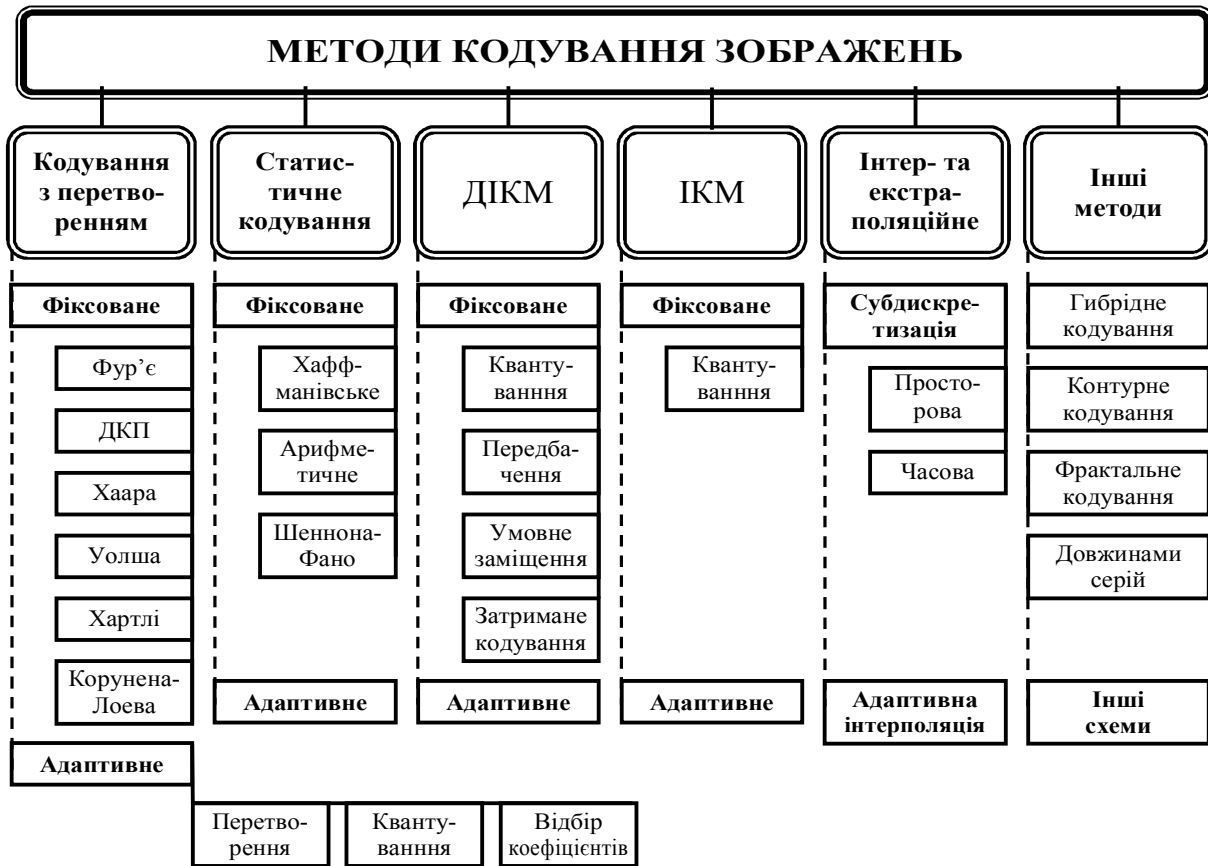 МЕТОДИ КОДУВАННЯ ЗОБРАЖЕНЬ
Кодування
з перетво-
ренням
Статис-
тичне
кодування
ДІКМ
ІКМ
Інтер- та
екстра-
поляційне
Інші
методи
Фіксоване
Фур’є
ДКП
Хаара
Уолша
Хартлі
Корунена-
Лоева
Адаптивне
Перетво-
рення
Кванту-
ванння
Відбір
коефіцієнтів
Фіксоване
Хафф-
манівське
Арифме-
тичне
Шеннона-
Фано
Адаптивне
Фіксоване
Кванту-
ванння
Передба-
чення
Умовне
заміщення
Затримане
кодування
Адаптивне
Фіксоване
Кванту-
ванння
Адаптивне
Субдискре-
тизація
Просто-
рова
Часова
Адаптивна
інтерполяція
Гибрідне
кодування
Контурне
кодування
Фрактальне
кодування
Довжинами
серій
Інші
схеми